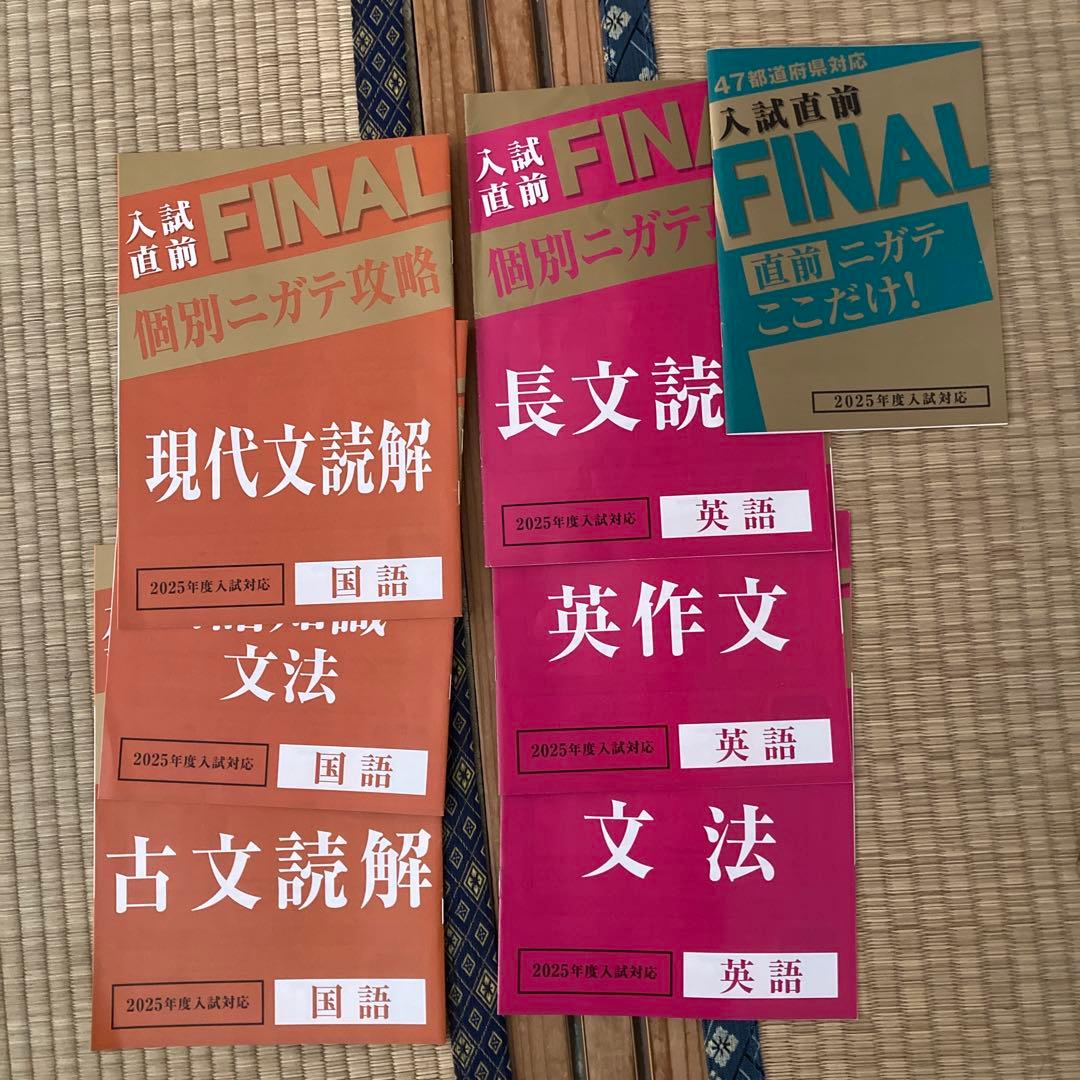 入試
直前
FINAL
個別ニガテ攻略
現代文読解
2025年度入試対応
国語
文法
2025年度入試対応
国語
古文読解
2025年度入試対応
国語
入試
直前
FINA
個別ニガテ
長文読
2025年度入試対応
英語
英作文
2025年度入試対応
英語
文法
2025年度入試対応
英語
47都道府県対応
入試直前
FINAL
直前 ニガテ
ここだけ!
2025年度入試対応